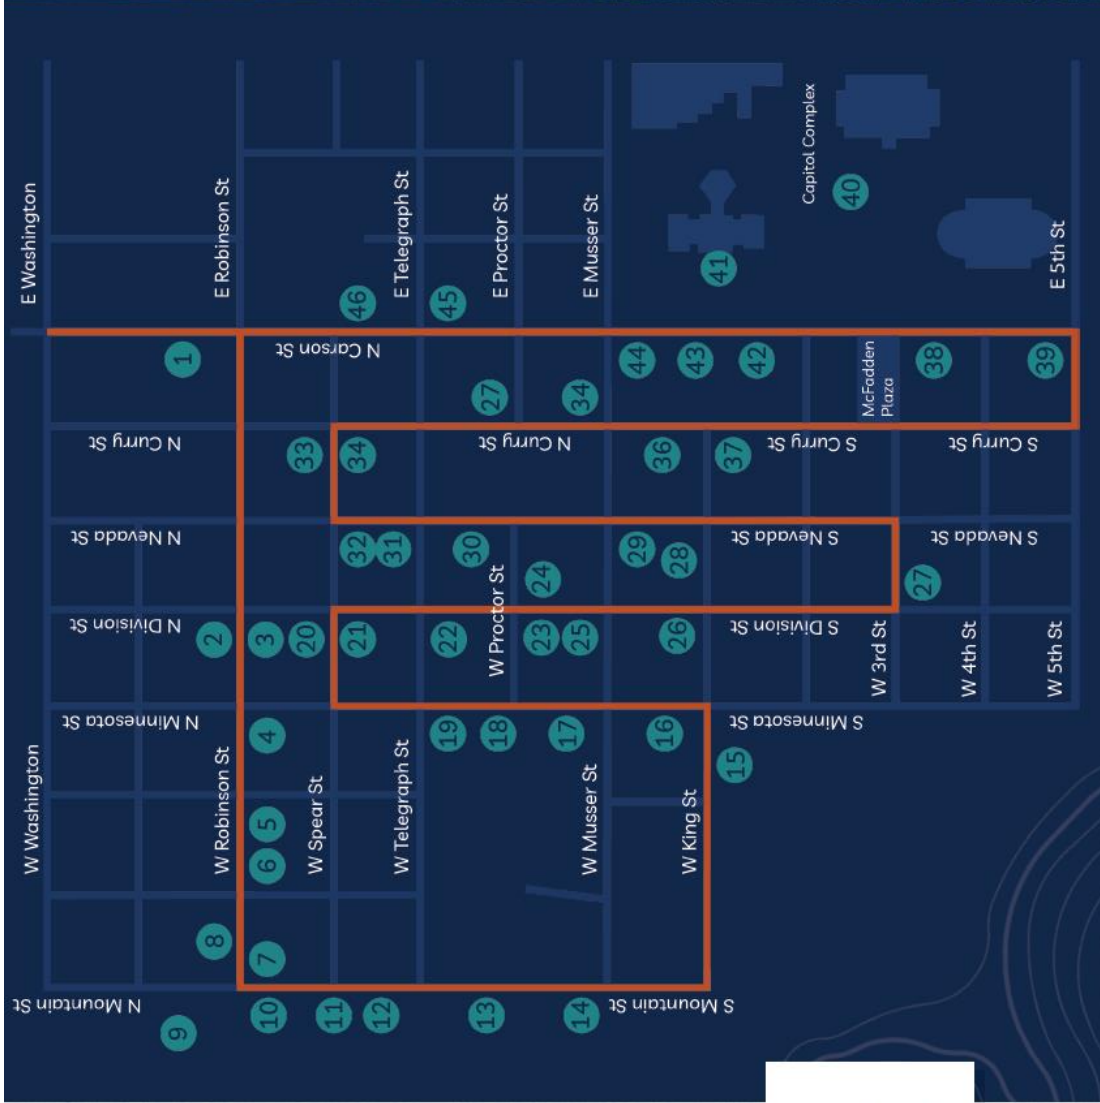 W Washington
E Washington
N Mountain St
N Minnesota St
N Division St
N Nevada St
N Curry St
9
8
2
1
W Robinson St
E Robinson St
10
7
6
5
4
3
20
33
W Spear St
N Carson St
11
12
21
32
31
34
46
W Telegraph St
E Telegraph St
19
22
45
13
18
30
27
W Proctor St
E Proctor St
N Curry St
14
17
23
25
24
34
W Musser St
E Musser St
S Mountain St
16
26
29
28
36
44
43
41
W King St
15
37
42
S Minnesota St
S Division St
S Nevada St
S Curry St
Capitol Complex
40
W 3rd St
McFadden
Plaza
27
38
W 4th St
S Nevada St
S Curry St
39
W 5th St
E 5th St